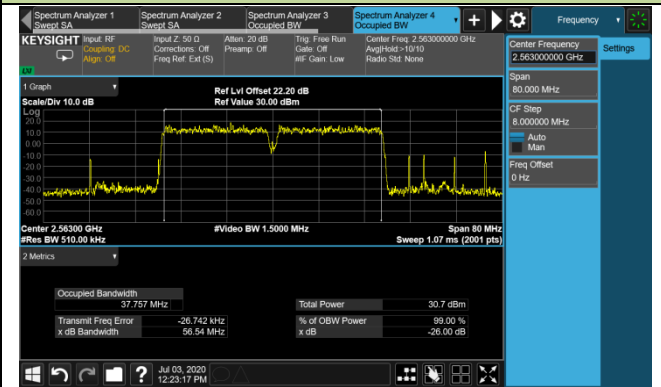 Spectrum Analyzer 1
Swept SA
Spectrum Analyzer 2
Swept SA
Spectrum Analyzer 3
Occupied BW
Spectrum Analyzer 4
Occupied BW
Frequency
KEYSIGHT
Input: RF
Coupling: DC
Align: Off
Input Z: 50 Ω
Corrections: Off
Freq Ref: Ext (S)
Atten: 20 dB
Preamp: Off
Trig: Free Run
Gate: Off
#IF Gain: Low
Center Freq: 2.563000000 GHz
Avg|Hold:>10/10
Radio Std: None
LV
Center Frequency
2.563000000 GHz
Settings
Span
80.000 MHz
CF Step
8.000000 MHz
Auto
Man
Freq Offset
0 Hz
1 Graph
Scale/Div 10.0 dB
Ref Lvl Offset 22.20 dB
Ref Value 30.00 dBm
Log
20.0
10.0
0.00
-10.0
-20.0
-30.0
-40.0
-50.0
-60.0
Center 2.56300 GHz
#Res BW 510.00 kHz
#Video BW 1.5000 MHz
Span 80 MHz
Sweep 1.07 ms (2001 pts)
2 Metrics
Occupied Bandwidth
37.757 MHz
Total Power
30.7 dBm
Transmit Freq Error
-26.742 kHz
% of OBW Power
99.00 %
x dB Bandwidth
56.54 MHz
x dB
-26.00 dB
?
Jul 03, 2020
12:23:17 PM